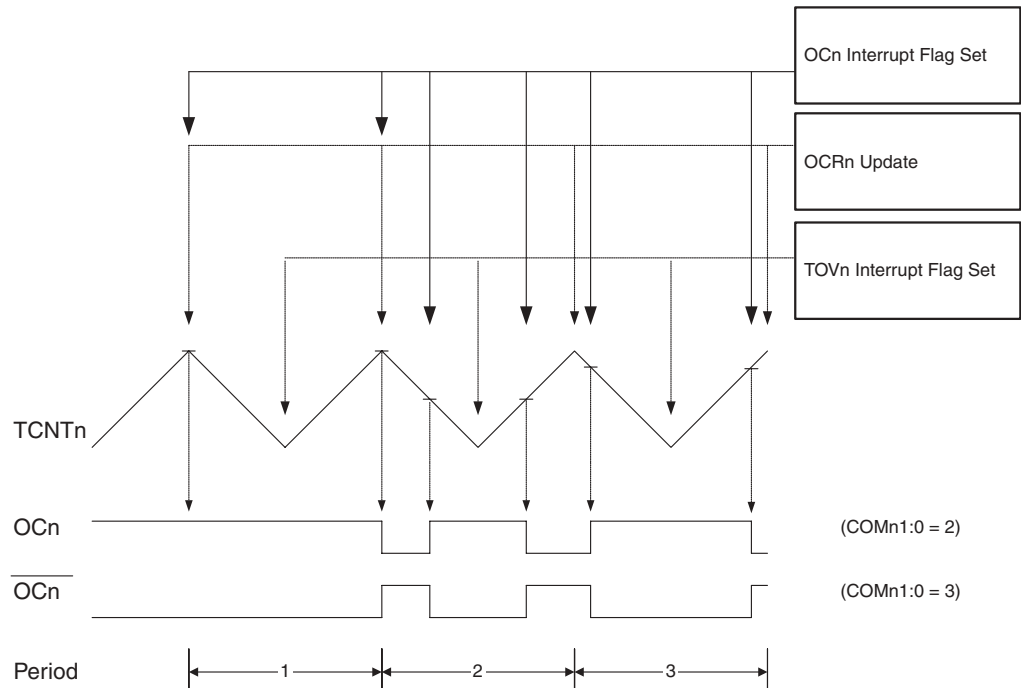 OCn Interrupt Flag Set
OCRn Update
TOVn Interrupt Flag Set
TCNTn
OCn
(COMn1:0 = 2)
OCn
(COMn1:0 = 3)
Period
1
2
3